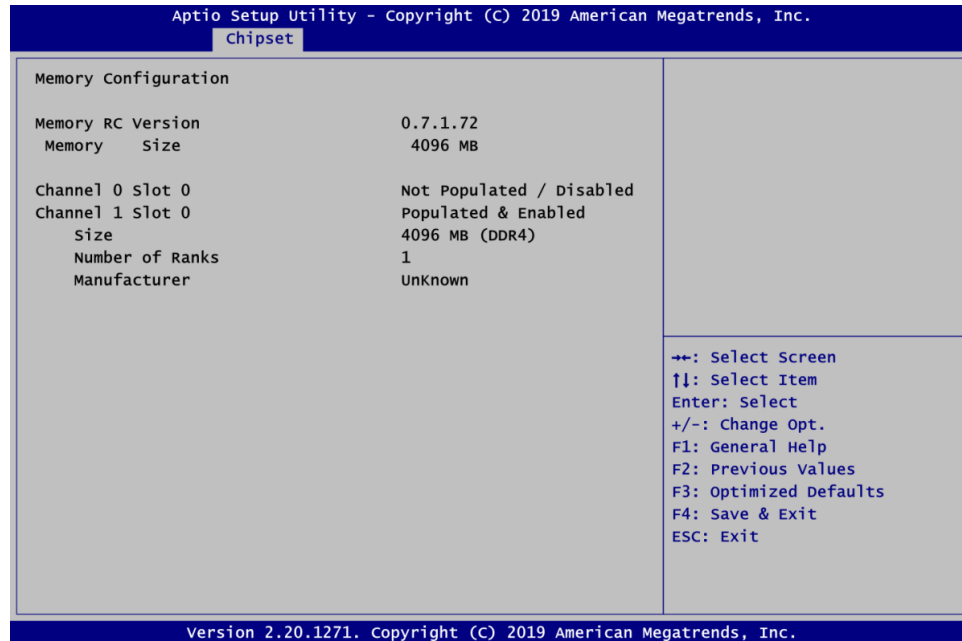 Aptio Setup Utility - Copyright (C) 2019 American Megatrends, Inc.
Chipset
Memory Configuration
Memory RC Version 0.7.1.72
Memory Size 4096 MB
Channel 0 Slot 0 Not Populated / Disabled
Channel 1 Slot 0 Populated & Enabled
Size 4096 MB (DDR4)
Number of Ranks 1
Manufacturer UnKnown
→←: Select Screen
↑↓: Select Item
Enter: Select
+/-: Change Opt.
F1: General Help
F2: Previous Values
F3: Optimized Defaults
F4: Save & Exit
ESC: Exit
Version 2.20.1271. Copyright (C) 2019 American Megatrends, Inc.